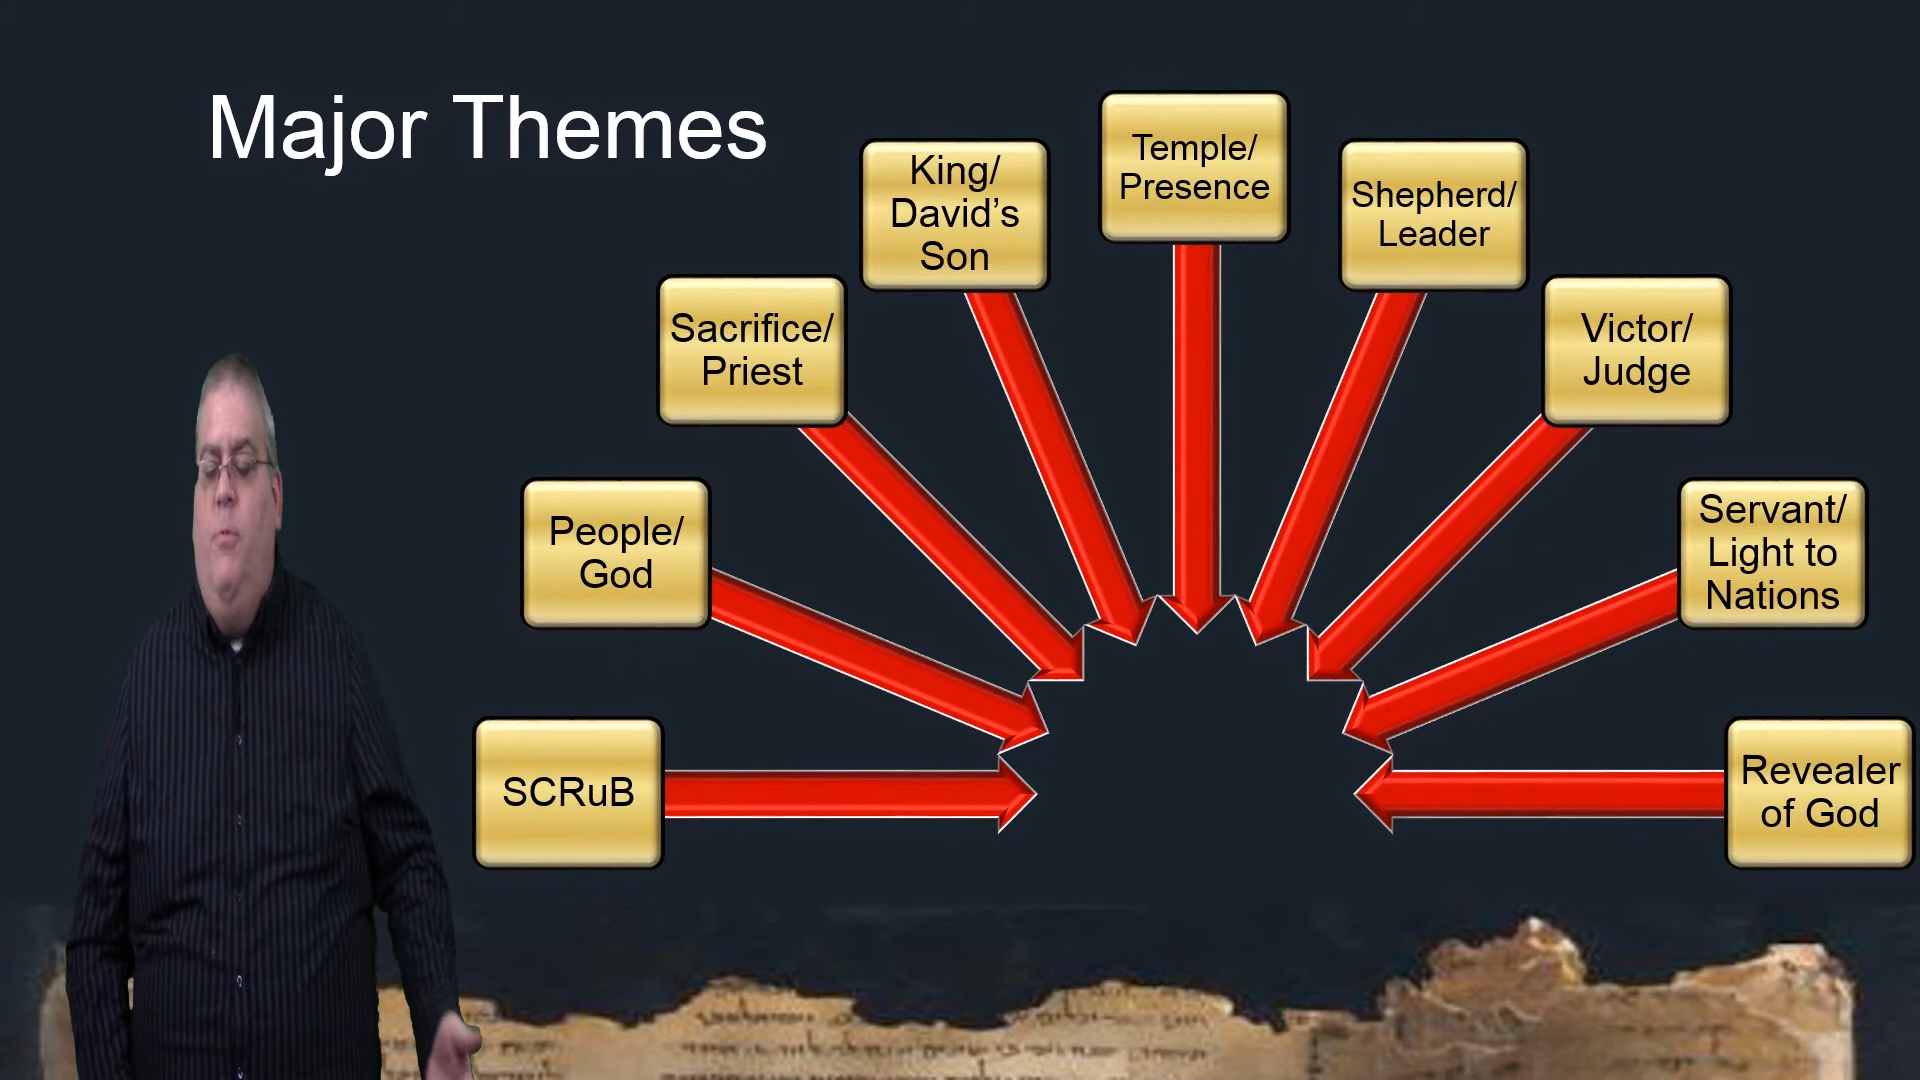 Major Themes
SCRuB
People/
God
Sacrifice/
Priest
King/
David’s
Son
Temple/
Presence
Shepherd/
Leader
Victor/
Judge
Servant/
Light to
Nations
Revealer
of God